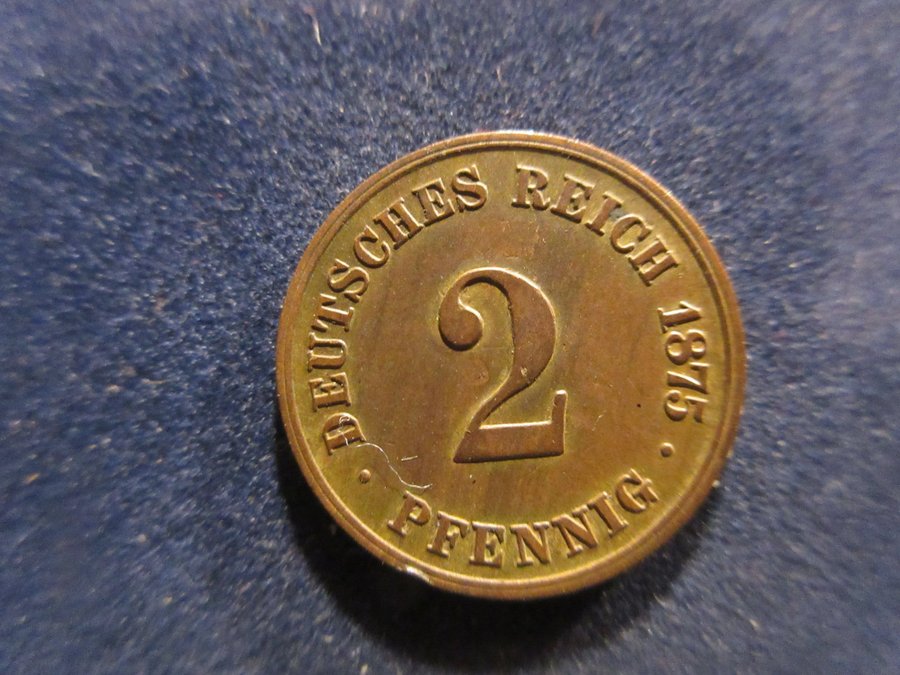 DEUTSCHES REICH 1875
2
· PFENNIG ·